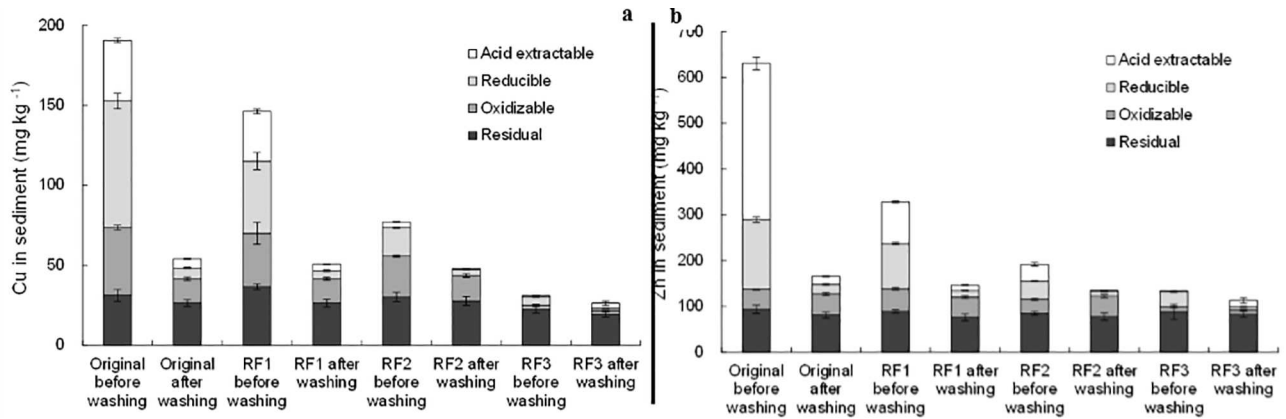 a
200
150
100
50
0
Cu in sediment (mg kg -1)
Acid extractable
Reducible
Oxidizable
Residual
Original before washing
Original after washing
RF1 before washing
RF1 after washing
RF2 before washing
RF2 after washing
RF3 before washing
RF3 after washing
b
700
600
500
400
300
200
100
0
Zn in sediment (mg kg -1)
Acid extractable
Reducible
Oxidizable
Residual
Original before washing
Original after washing
RF1 before washing
RF1 after washing
RF2 before washing
RF2 after washing
RF3 before washing
RF3 after washing